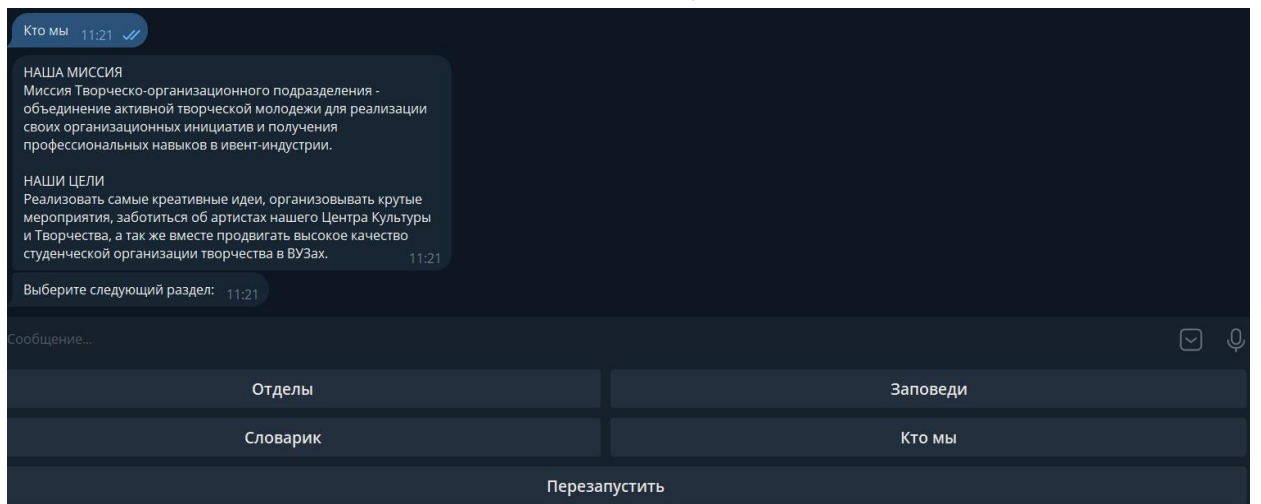 Кто мы 11:21
НАША МИССИЯ
Миссия Творческо-организационного подразделения -
объединение активной творческой молодежи для реализации
своих организационных инициатив и получения
профессиональных навыков в ивент-индустрии.
НАШИ ЦЕЛИ
Реализовать самые креативные идеи, организовывать крутые
мероприятия, заботиться об артистах нашего Центра Культуры
и Творчества, а так же вместе продвигать высокое качество
студенческой организации творчества в ВУЗах. 11:21
Выберите следующий раздел: 11:21
Сообщение...
Отделы Заповеди
Словарик Кто мы
Перезапустить